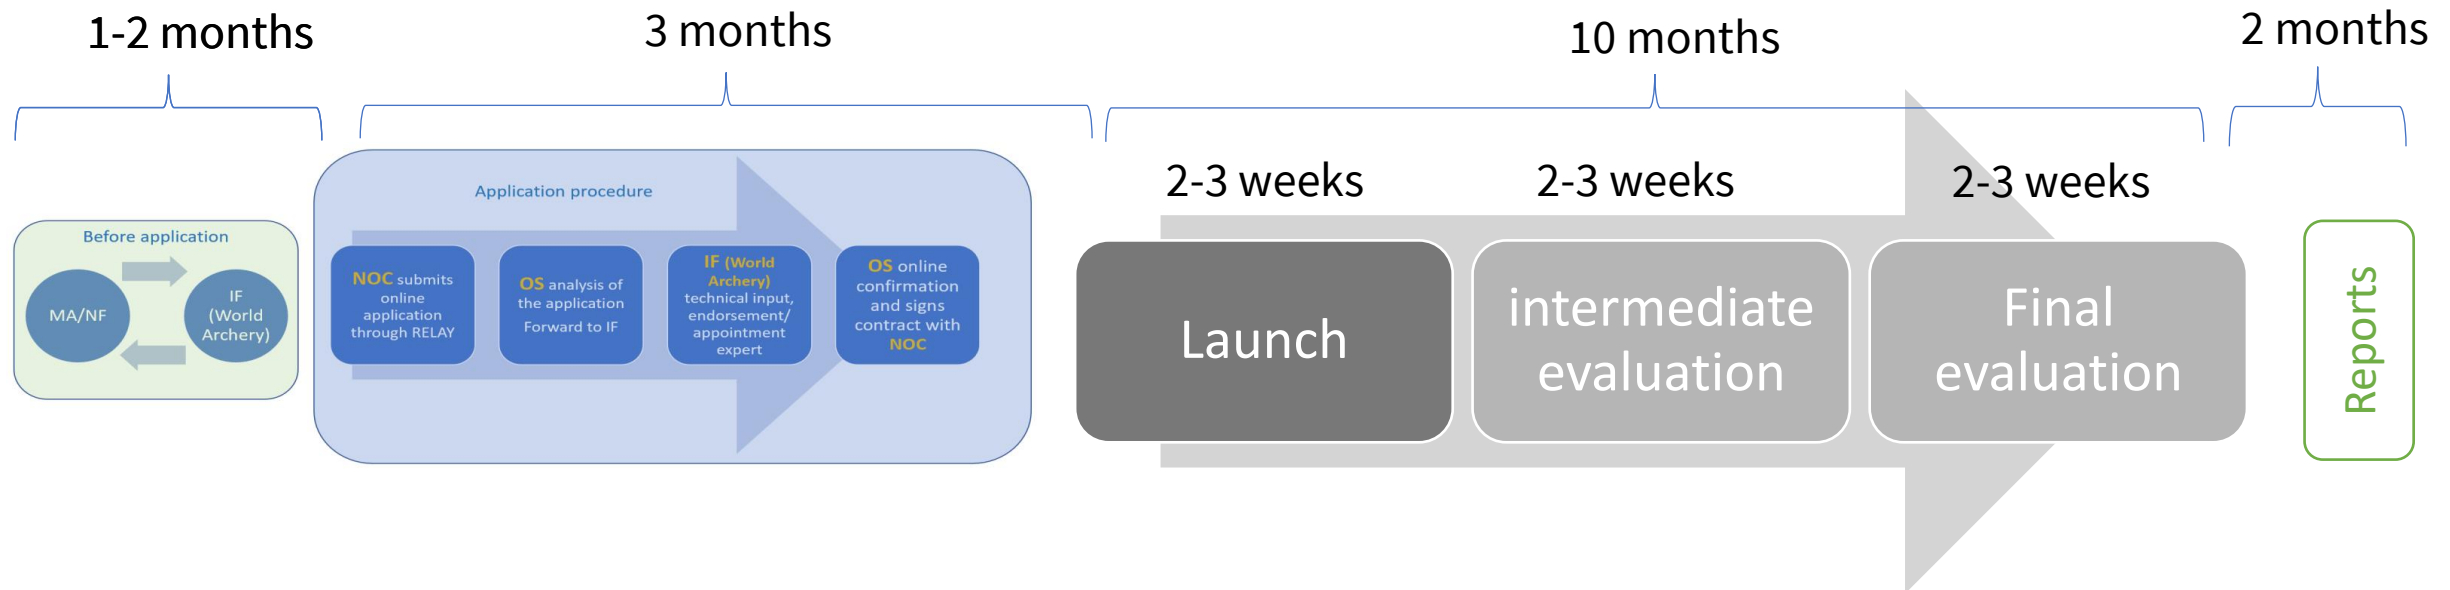 1-2 months
3 months
10 months
2 months
2-3 weeks
2-3 weeks
2-3 weeks
Before application
MA/NF
IF
(World
Archery)
Application procedure
NOC submits
online
application
through RELAY
OS analysis of
the application
Forward to IF
IF (World
Archery)
technical input,
endorsement/
appointment
expert
OS online
confirmation
and signs
contract with
NOC
Launch
intermediate
evaluation
Final
evaluation
Reports